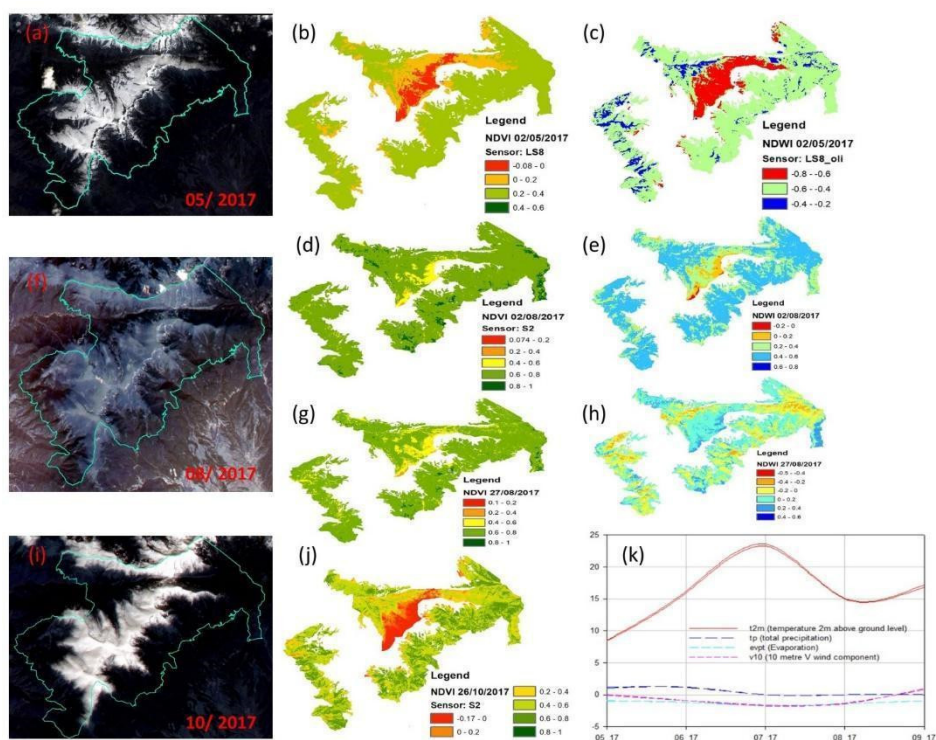 (a)
05/ 2017
(b)
Legend
NDVI 02/05/2017
Sensor: LS8
-0.08 - 0
0 - 0.2
0.2 - 0.4
0.4 - 0.6
(c)
Legend
NDWI 02/05/2017
Sensor: LS8_oli
-0.8 - -0.6
-0.6 - -0.4
-0.4 - -0.2
(f)
08/ 2017
(d)
Legend
NDVI 02/08/2017
Sensor: S2
0.074 - 0.2
0.2 - 0.4
0.4 - 0.6
0.6 - 0.8
0.8 - 1
(e)
Legend
NDWI 02/08/2017
-0.2 - 0
0 - 0.2
0.2 - 0.4
0.4 - 0.6
0.6 - 0.8
(g)
Legend
NDVI 27/08/2017
0.1 - 0.2
0.2 - 0.4
0.4 - 0.6
0.6 - 0.8
0.8 - 1
(h)
Legend
NDWI 27/08/2017
-0.4 - -0.2
-0.2 - 0
0 - 0.2
0.2 - 0.4
0.4 - 0.6
(i)
10/ 2017
(j)
Legend
NDVI 26/10/2017
Sensor: S2
-0.17 - 0
0 - 0.2
0.2 - 0.4
0.4 - 0.6
0.6 - 0.8
0.8 - 1
(k)
25
20
15
10
5
0
-5
t2m (temperature 2m above ground level)
tp (total precipitation)
evpt (Evaporation)
v10 (10 metre V wind component)
05_17 06_17 07_17 08_17 09_17